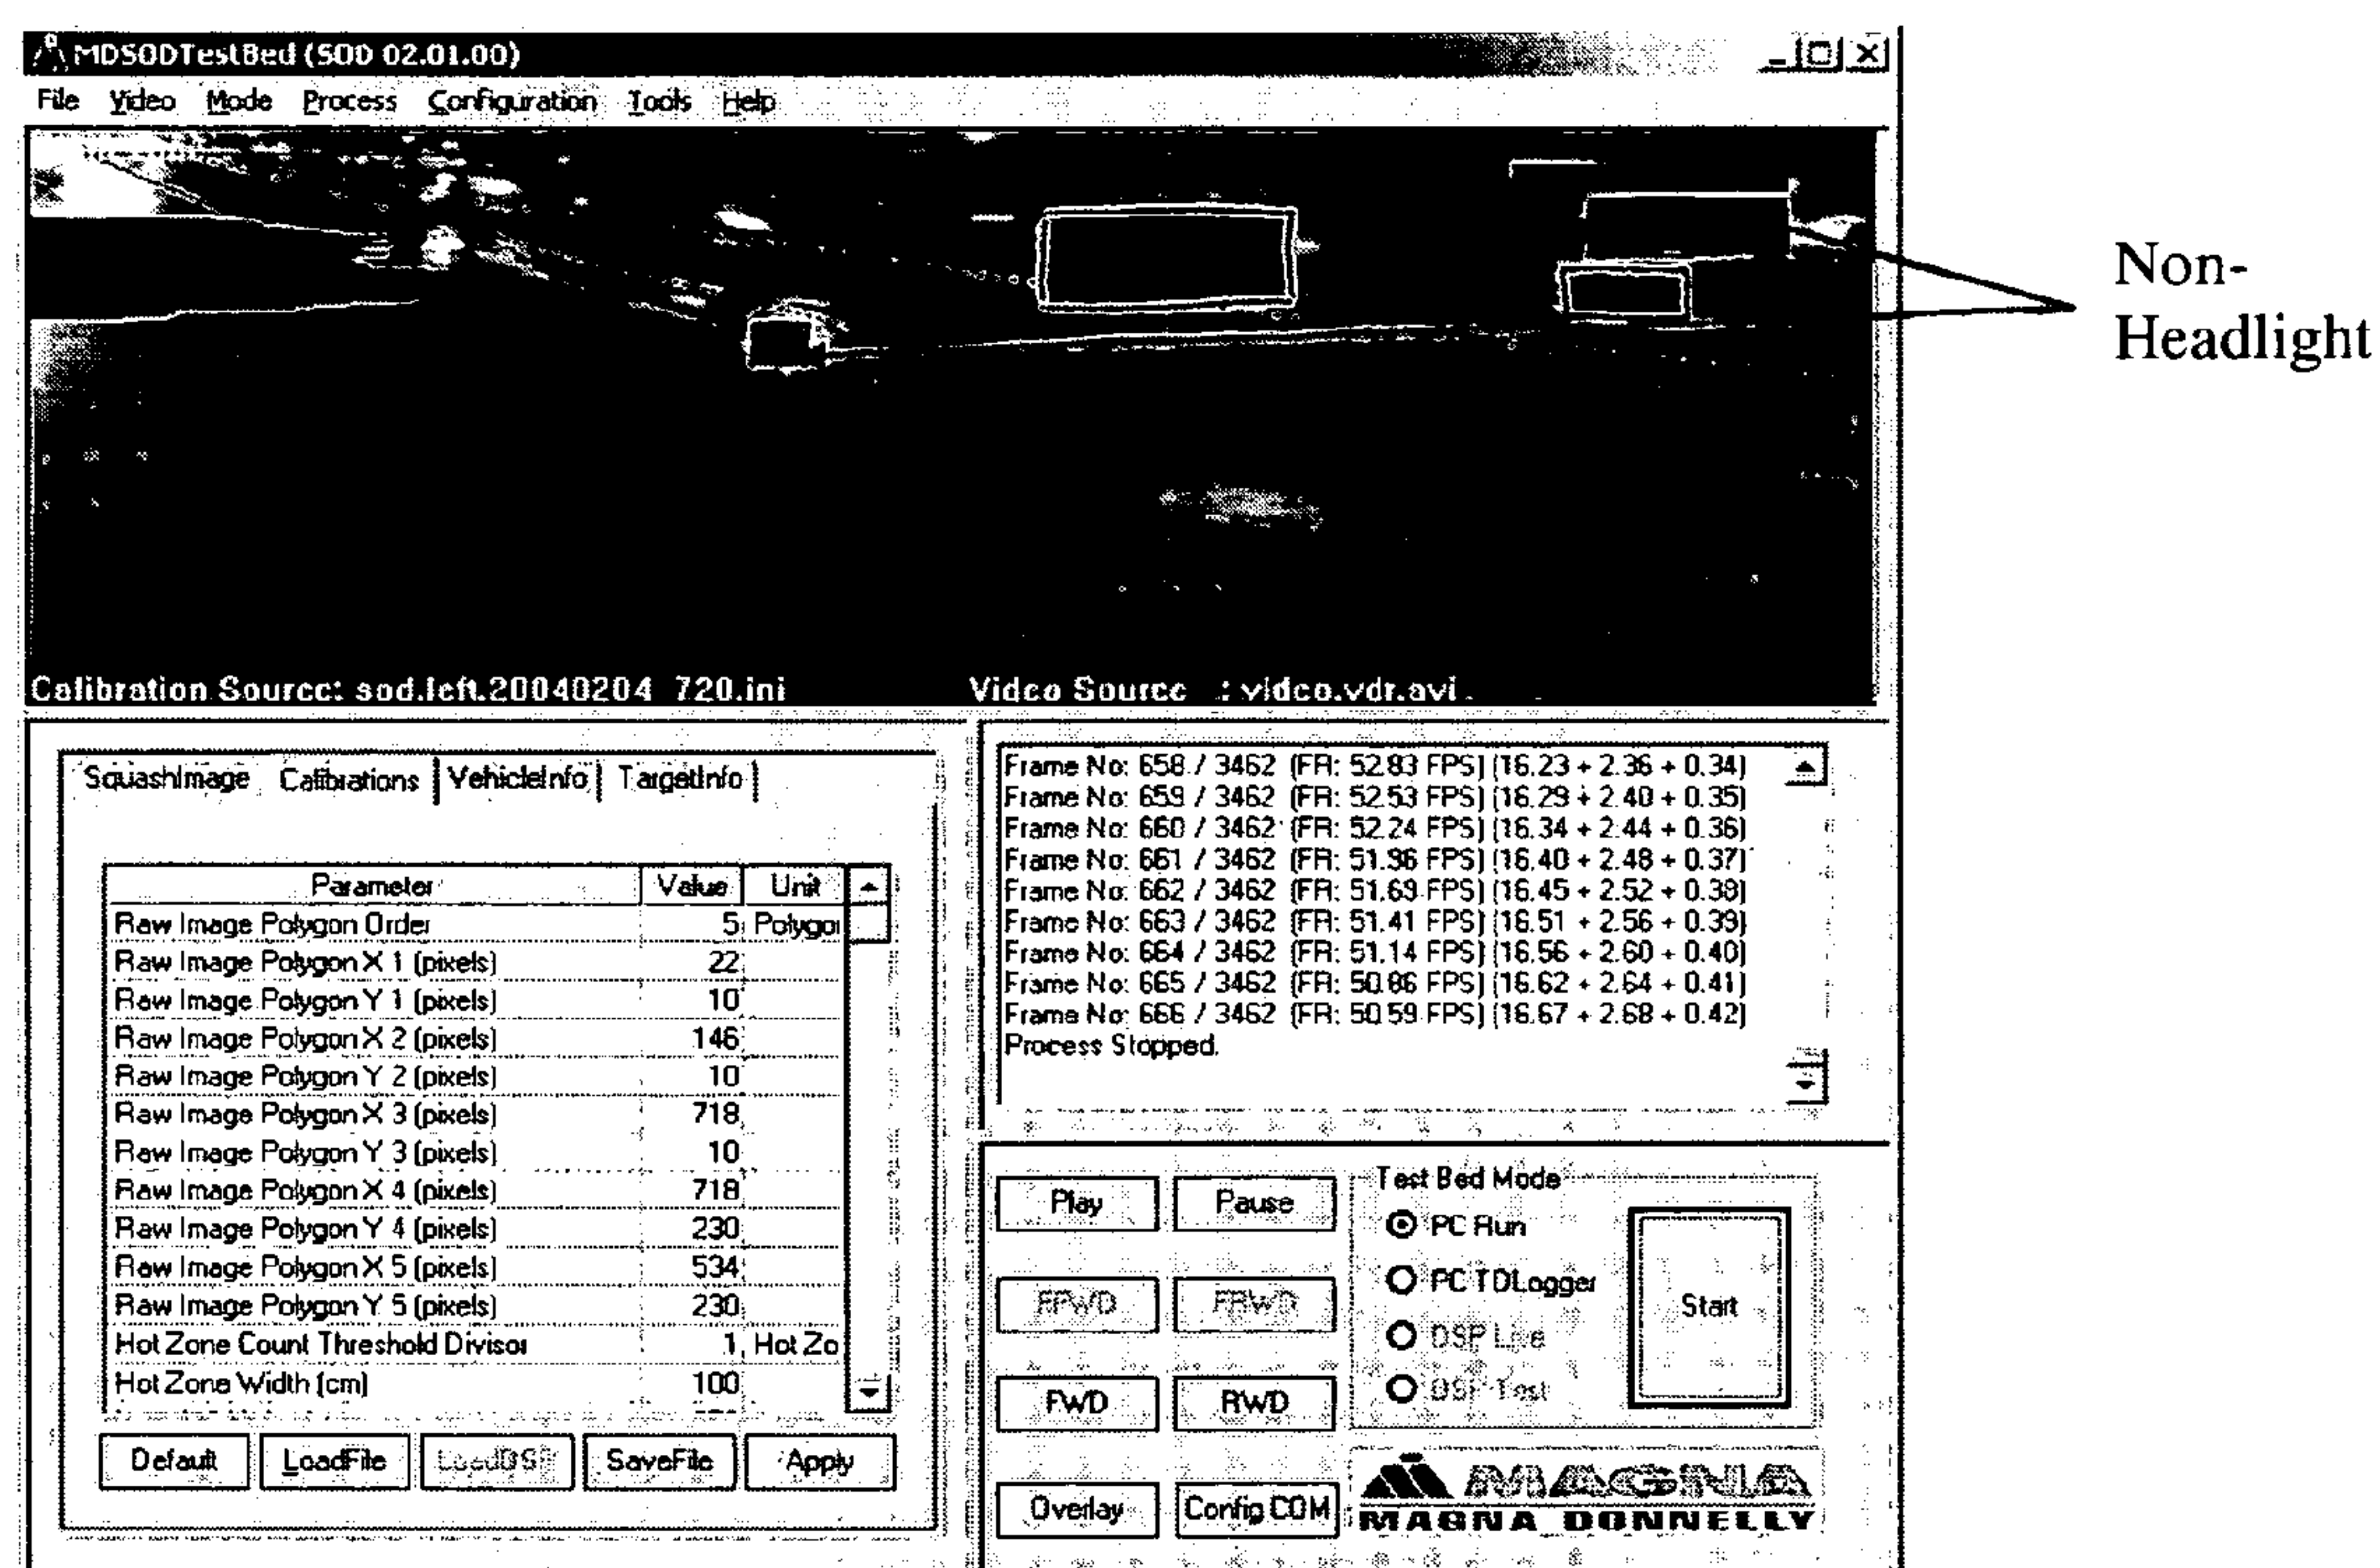 MDSODTestBed (SOD 02.01.00)
File Video Mode Process Configuration Tools Help
Non-
Headlight
Calibration Source: sod.left.20040204_720.ini
Video Source : video.vdr.avi
SquashImage Calibrations VehicleInfo TargetInfo
Parameter Value Unit
Raw Image Polygon Order 5 Polygon
Raw Image Polygon X 1 (pixels) 22
Raw Image Polygon Y 1 (pixels) 10
Raw Image Polygon X 2 (pixels) 146
Raw Image Polygon Y 2 (pixels) 10
Raw Image Polygon X 3 (pixels) 718
Raw Image Polygon Y 3 (pixels) 10
Raw Image Polygon X 4 (pixels) 718
Raw Image Polygon Y 4 (pixels) 230
Raw Image Polygon X 5 (pixels) 534
Raw Image Polygon Y 5 (pixels) 230
Hot Zone Count Threshold Divisor 1 Hot Zo
Hot Zone Width (cm) 100
Default LoadFile LoadDSP SaveFile Apply
Frame No: 658 / 3462 (FR: 52.83 FPS) (16.23 + 2.36 + 0.34)
Frame No: 659 / 3462 (FR: 52.53 FPS) (16.29 + 2.40 + 0.35)
Frame No: 660 / 3462 (FR: 52.24 FPS) (16.34 + 2.44 + 0.36)
Frame No: 661 / 3462 (FR: 51.96 FPS) (16.40 + 2.48 + 0.37)
Frame No: 662 / 3462 (FR: 51.69 FPS) (16.45 + 2.52 + 0.38)
Frame No: 663 / 3462 (FR: 51.41 FPS) (16.51 + 2.56 + 0.39)
Frame No: 664 / 3462 (FR: 51.14 FPS) (16.56 + 2.60 + 0.40)
Frame No: 665 / 3462 (FR: 50.86 FPS) (16.62 + 2.64 + 0.41)
Frame No: 666 / 3462 (FR: 50.59 FPS) (16.67 + 2.68 + 0.42)
Process Stopped.
Play Pause
FFWD FRWD
FWD RWD
Overlay Config COM
Test Bed Mode
PC Run
PC TDLogger
DSP Live
DSP Test
Start
MAGNA
MAGNA DONNELLY